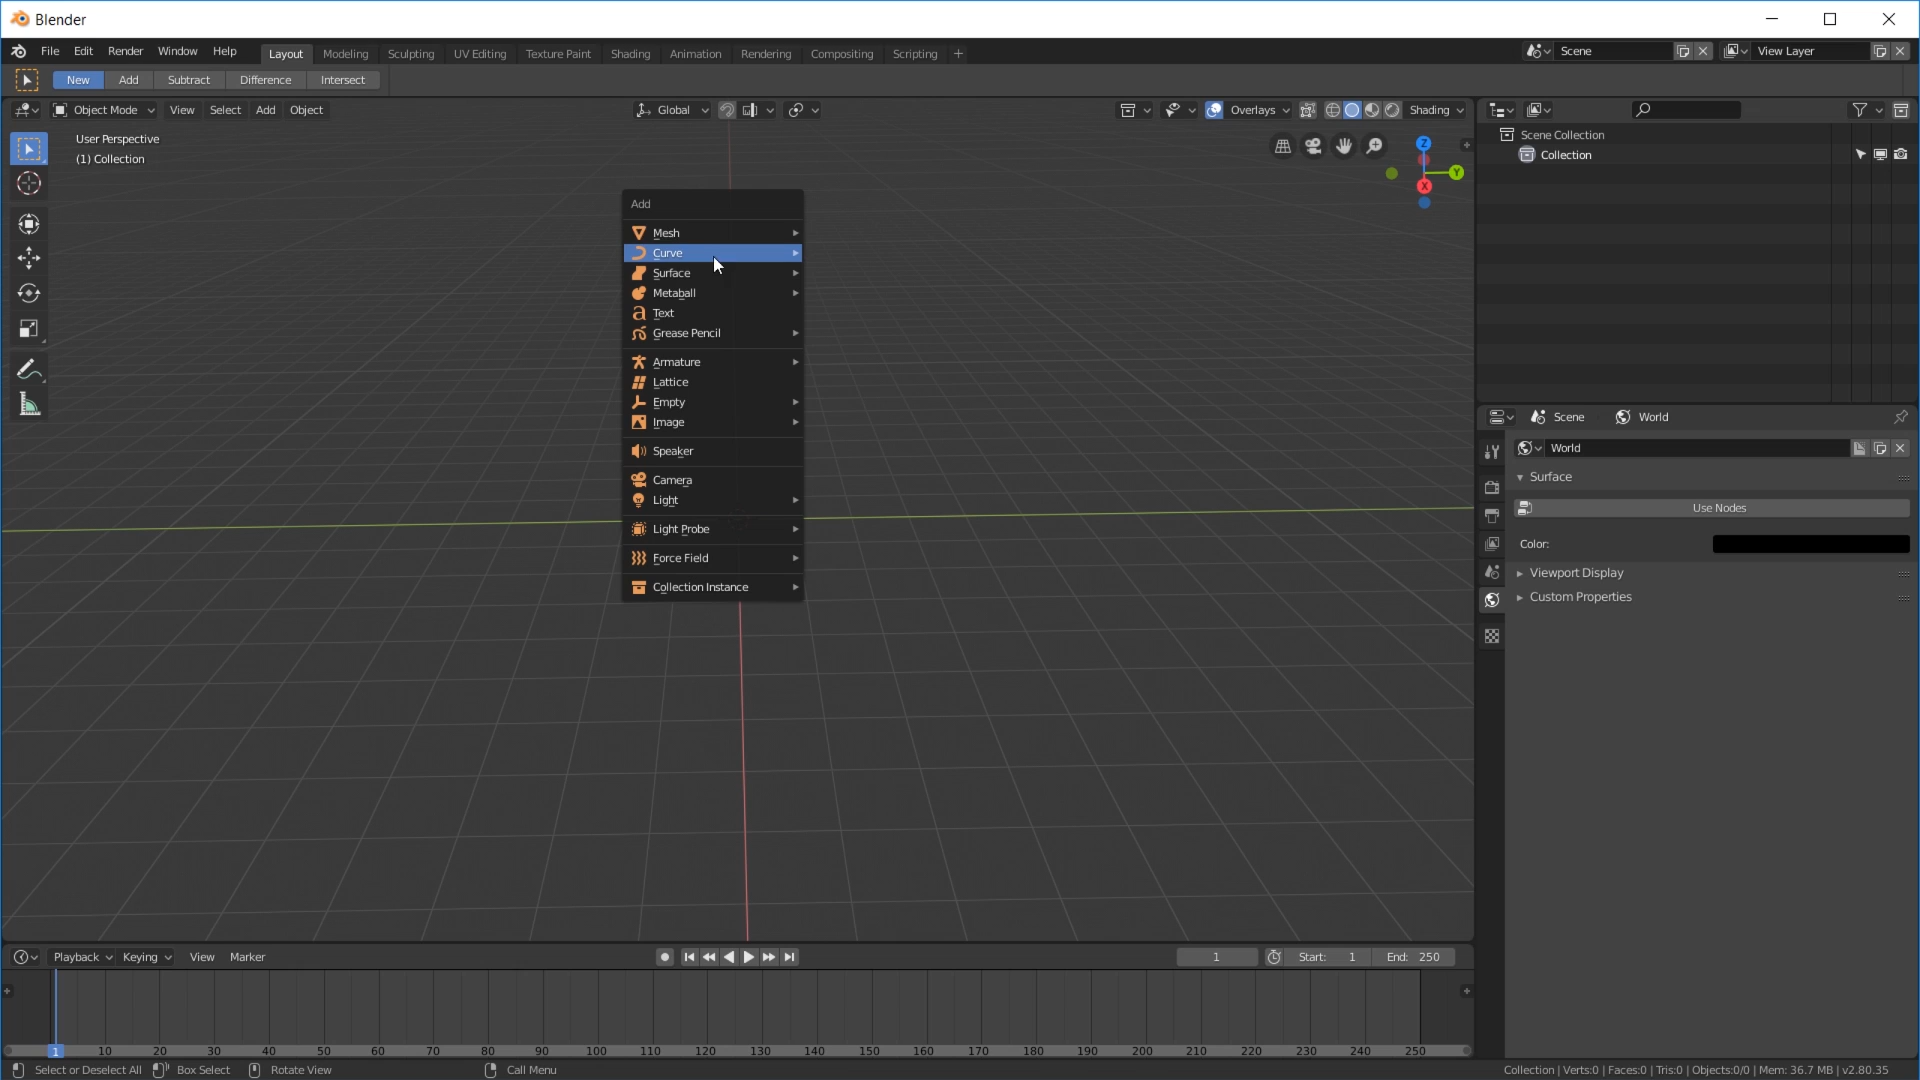 Blender
File Edit Render Window Help Layout Modeling Sculpting UV Editing Texture Paint Shading Animation Rendering Compositing Scripting + Scene View Layer
New Add Subtract Difference Intersect
Object Mode View Select Add Object Global Overlays Shading
User Perspective
(1) Collection
Z
Y
X
Scene Collection
Collection
Add
Mesh
Curve
Surface
Metaball
Text
Grease Pencil
Armature
Lattice
Empty
Image
Speaker
Camera
Light
Light Probe
Force Field
Collection Instance
Scene World
World
Surface
Use Nodes
Color:
Viewport Display
Custom Properties
Playback Keying View Marker 1 Start: 1 End: 250
1 10 20 30 40 50 60 70 80 90 100 110 120 130 140 150 160 170 180 190 200 210 220 230 240 250
Select or Deselect All Box Select Rotate View Call Menu Collection | Verts:0 | Faces:0 | Tris:0 | Objects:0/0 | Mem: 36.7 MB | v2.80.35